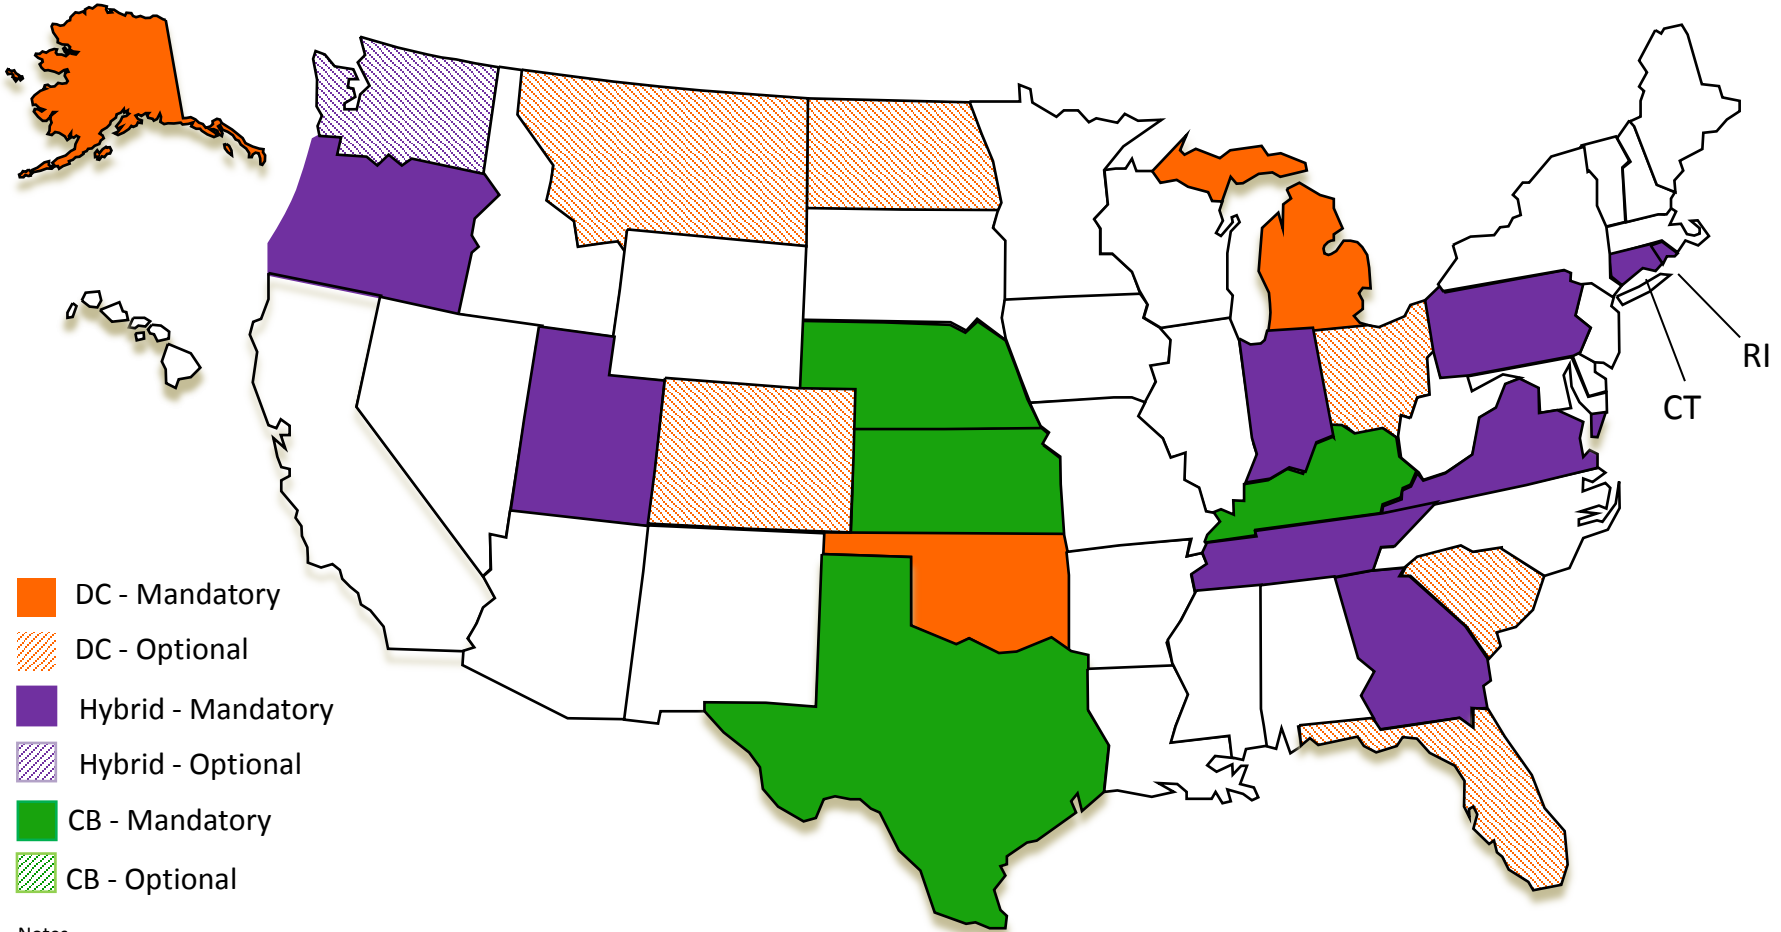 RI
CT
DC - Mandatory
DC - Optional
Hybrid - Mandatory
Hybrid - Optional
CB - Mandatory
CB - Optional